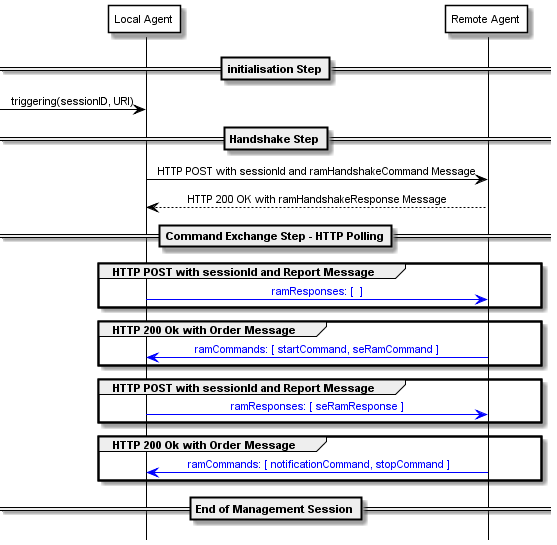 Local Agent
Remote Agent
initialisation Step
triggering(sessionID, URI)
Handshake Step
HTTP POST with sessionId and ramHandshakeCommand Message
HTTP 200 OK with ramHandshakeResponse Message
Command Exchange Step - HTTP Polling
HTTP POST with sessionId and Report Message
ramResponses: [ ]
HTTP 200 Ok with Order Message
ramCommands: [ startCommand, seRamCommand ]
HTTP POST with sessionId and Report Message
ramResponses: [ seRamResponse ]
HTTP 200 Ok with Order Message
ramCommands: [ notificationCommand, stopCommand ]
End of Management Session